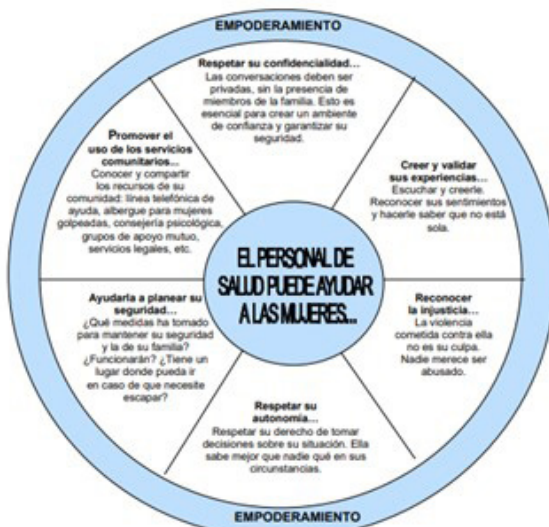 EMPODERAMIENTO
Respetar su confidencialidad…
Las conversaciones deben ser
privadas, sin la presencia de
miembros de la familia. Esto es
esencial para crear un ambiente
de confianza y garantizar su
seguridad.
Creer y validar
sus experiencias…
Escuchar y creerle.
Reconocer sus sentimientos
y hacerle saber que no está
sola.
Reconocer
la injusticia…
La violencia
cometida contra ella
no es su culpa.
Nadie merece ser
abusado.
Respetar su
autonomía…
Respetar su derecho de tomar
decisiones sobre su situación. Ella
sabe mejor que nadie qué en sus
circunstancias.
Ayudarla a planear su
seguridad…
¿Qué medidas ha tomado
para mantener su seguridad
y la de su familia?
¿Funcionarán? ¿Tiene un
lugar donde pueda ir
en caso de que necesite
escapar?
Promover el
uso de los servicios
comunitarios...
Conocer y compartir
los recursos de su
comunidad: línea telefónica de
ayuda, albergue para mujeres
golpeadas, consejería psicológica,
grupos de apoyo mutuo,
servicios legales, etc.
EL PERSONAL DE
SALUD PUEDE AYUDAR
A LAS MUJERES...
EMPODERAMIENTO